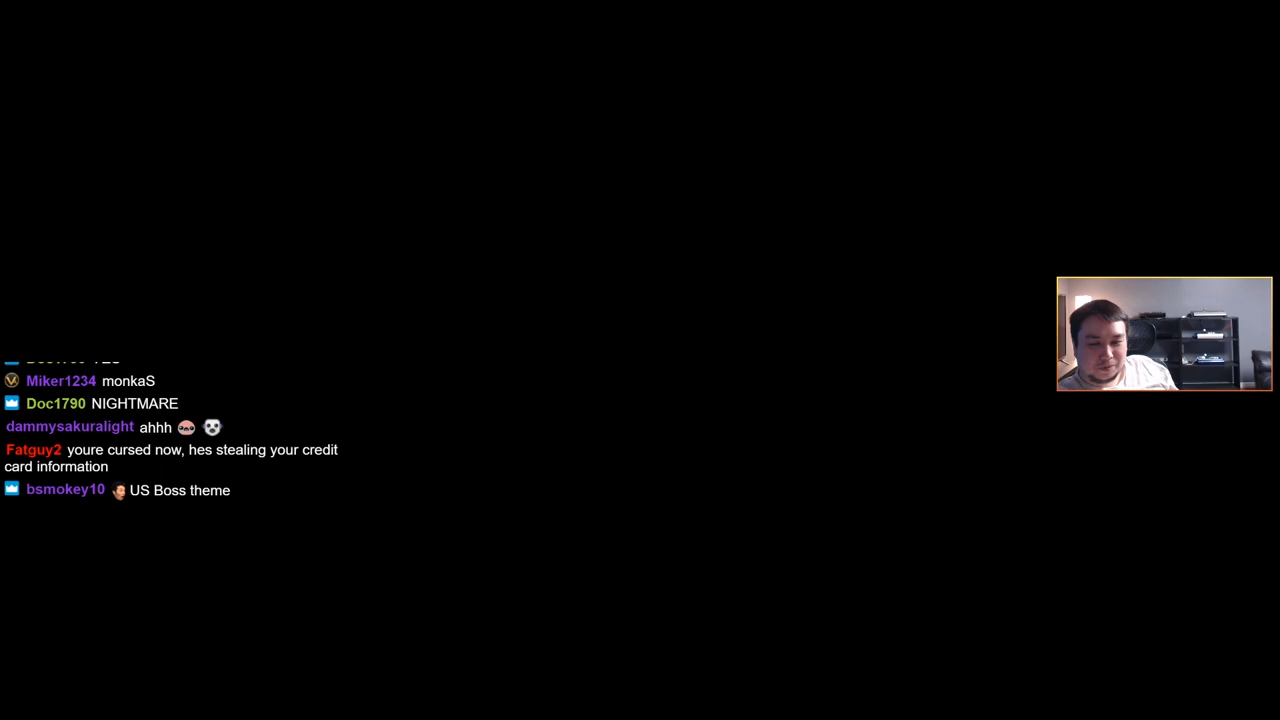 Miker1234 monkaS
Doc1790 NIGHTMARE
dammysakuralight ahhh
Fatguy2 youre cursed now, hes stealing your credit
card information
bsmokey10 US Boss theme